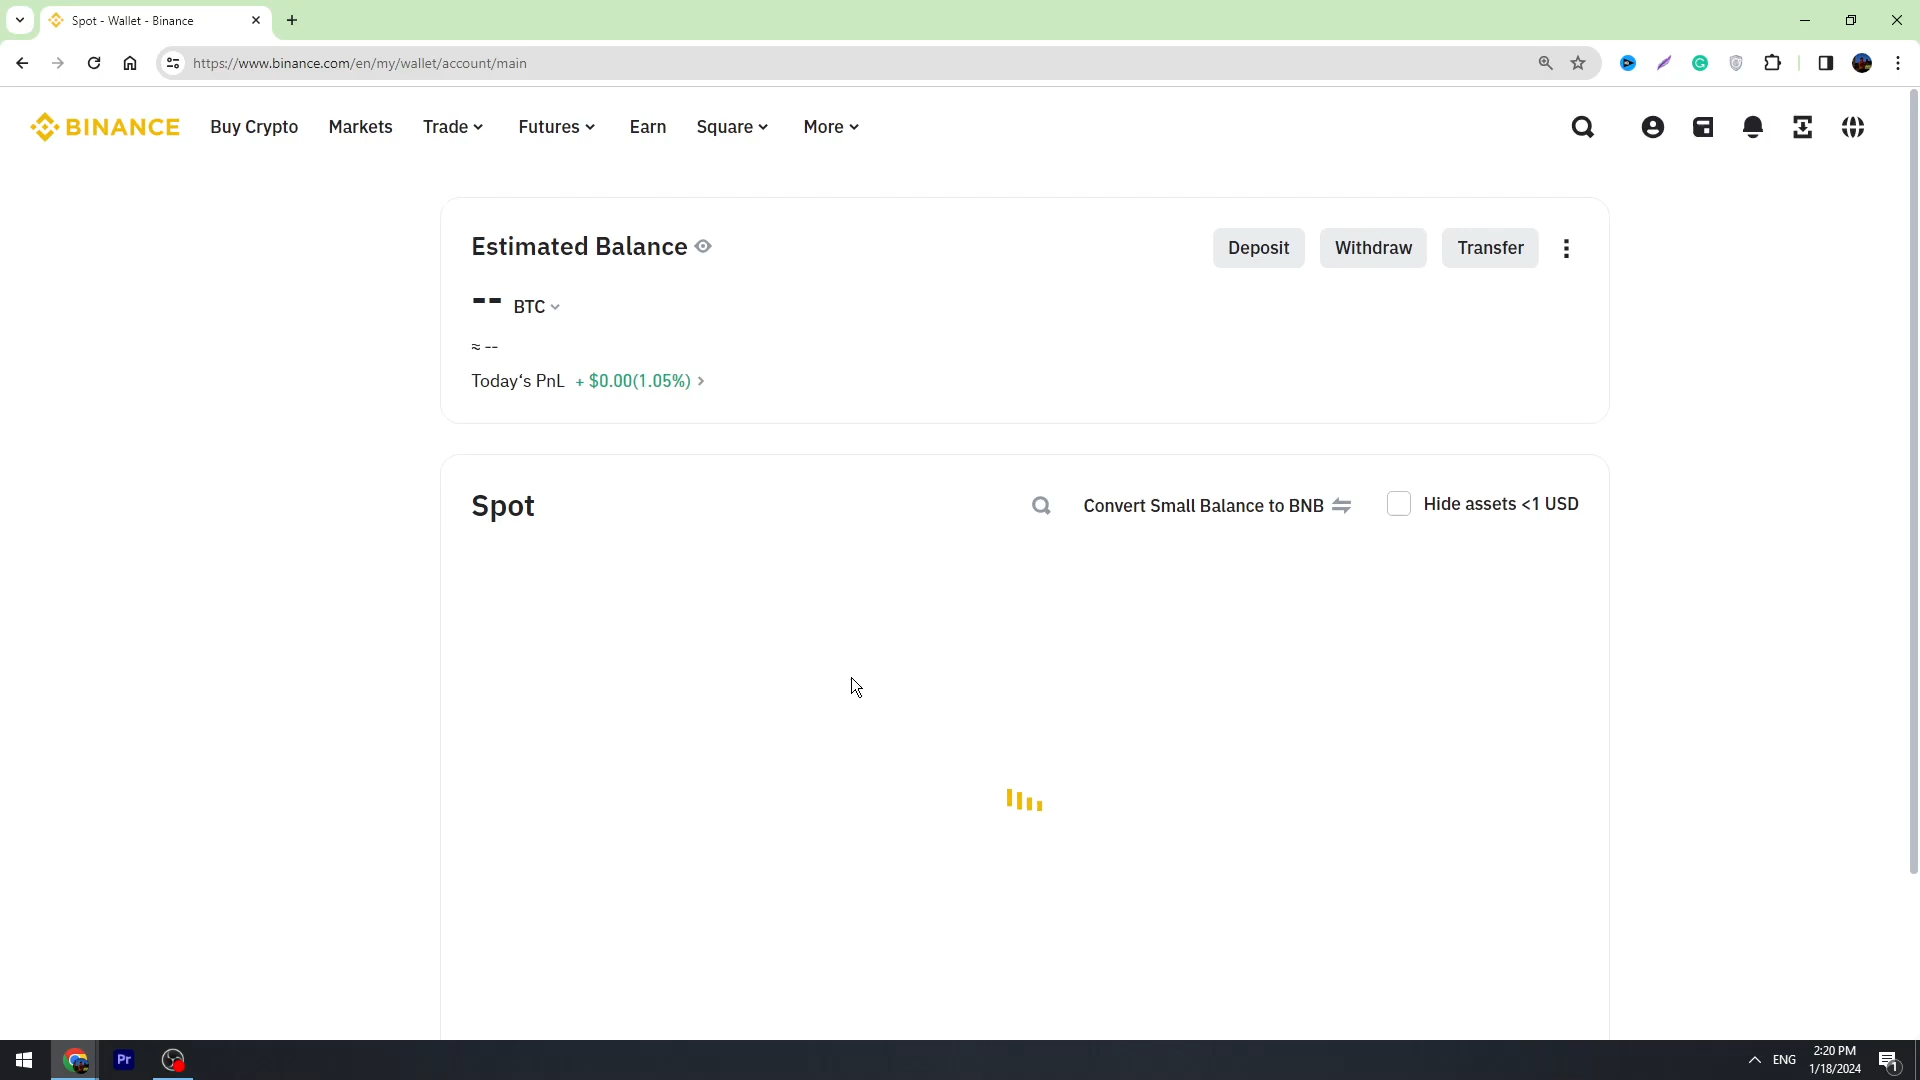 Spot - Wallet - Binance
https://www.binance.com/en/my/wallet/account/main
BINANCE Buy Crypto Markets Trade Futures Earn Square More
Estimated Balance
Deposit Withdraw Transfer
-- BTC
≈ --
Today‘s PnL + $0.00(1.05%)
Spot
Convert Small Balance to BNB
Hide assets <1 USD
Pr
ENG
2:20 PM
1/18/2024
1